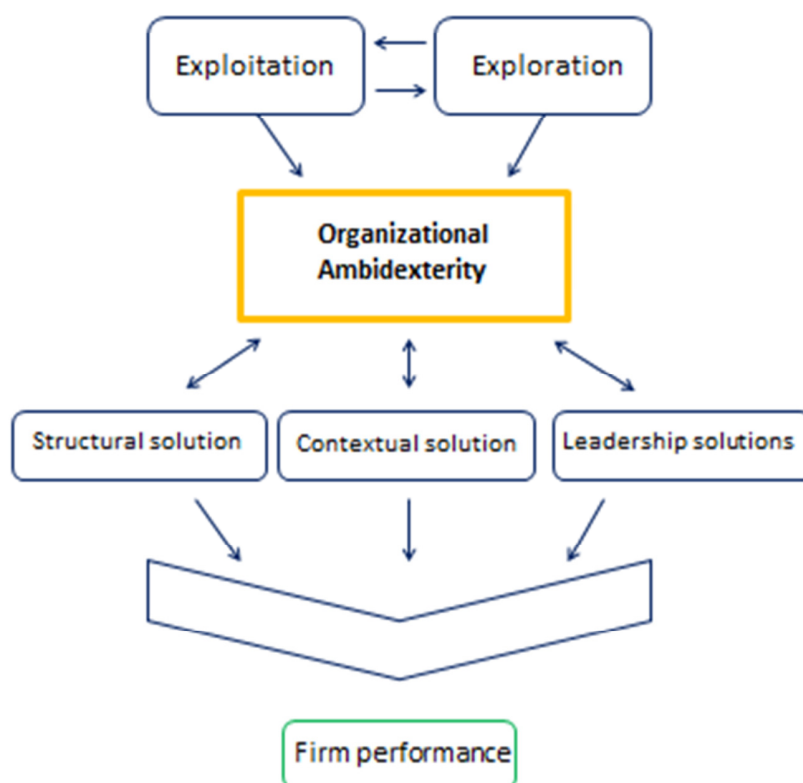 Exploitation
Exploration
Organizational
Ambidexterity
Structural solution
Contextual solution
Leadership solutions
Firm performance